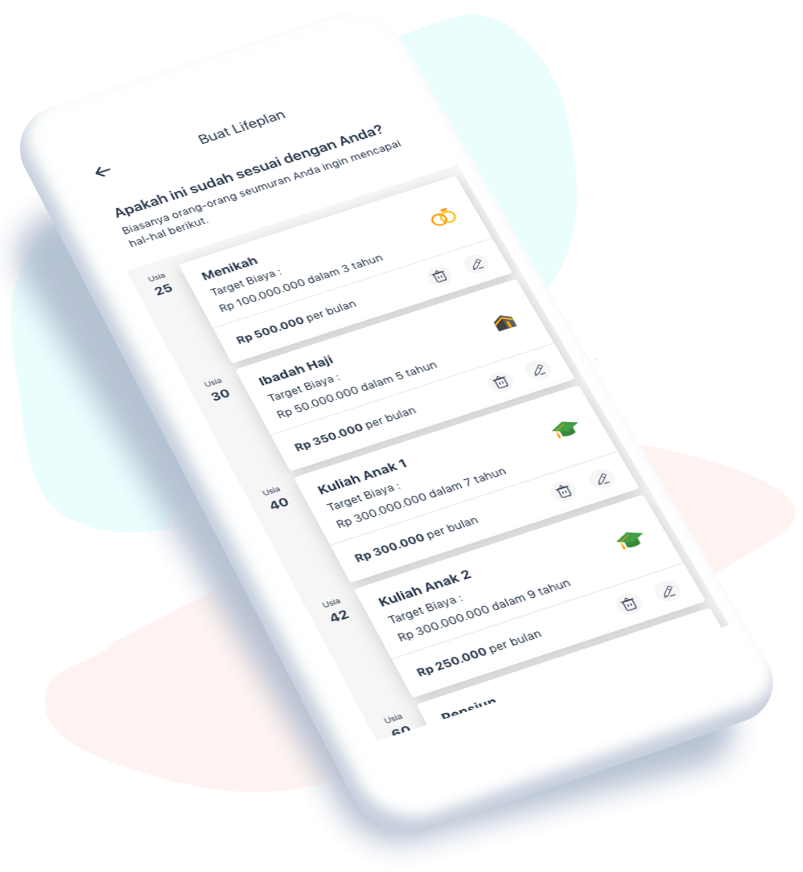 Buat Lifeplan
Apakah ini sudah sesuai dengan Anda?
Biasanya orang-orang seumuran Anda ingin mencapai
hal-hal berikut.
Usia
25
Menikah
Target Biaya :
Rp 100.000.000 dalam 3 tahun
Rp 500.000 per bulan
Usia
30
Ibadah Haji
Target Biaya :
Rp 50.000.000 dalam 5 tahun
Rp 350.000 per bulan
Usia
40
Kuliah Anak 1
Target Biaya :
Rp 300.000.000 dalam 7 tahun
Rp 300.000 per bulan
Usia
42
Kuliah Anak 2
Target Biaya :
Rp 300.000.000 dalam 9 tahun
Rp 250.000 per bulan
Usia
60
Pensiun